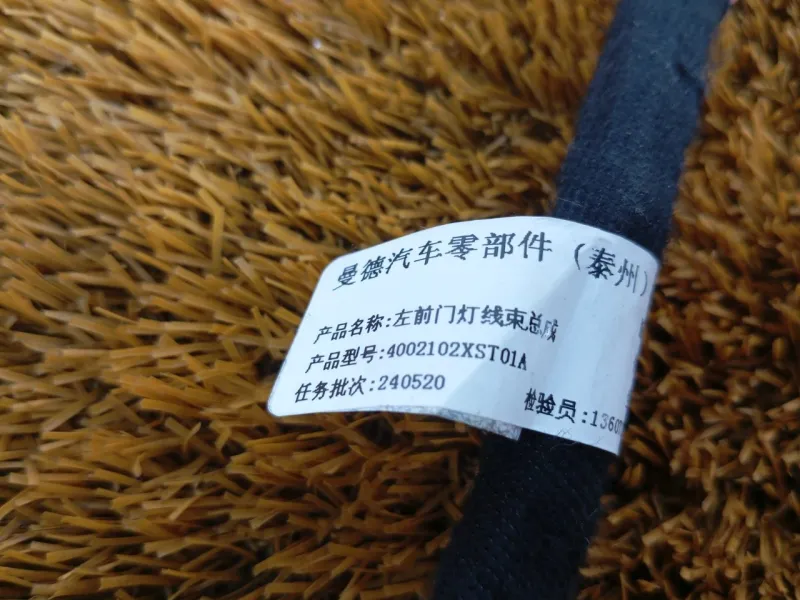 曼德汽车零部件（泰州）
产品名称:左前门灯线束总成
产品型号:4002102XST01A
任务批次:240520
检验员:1360